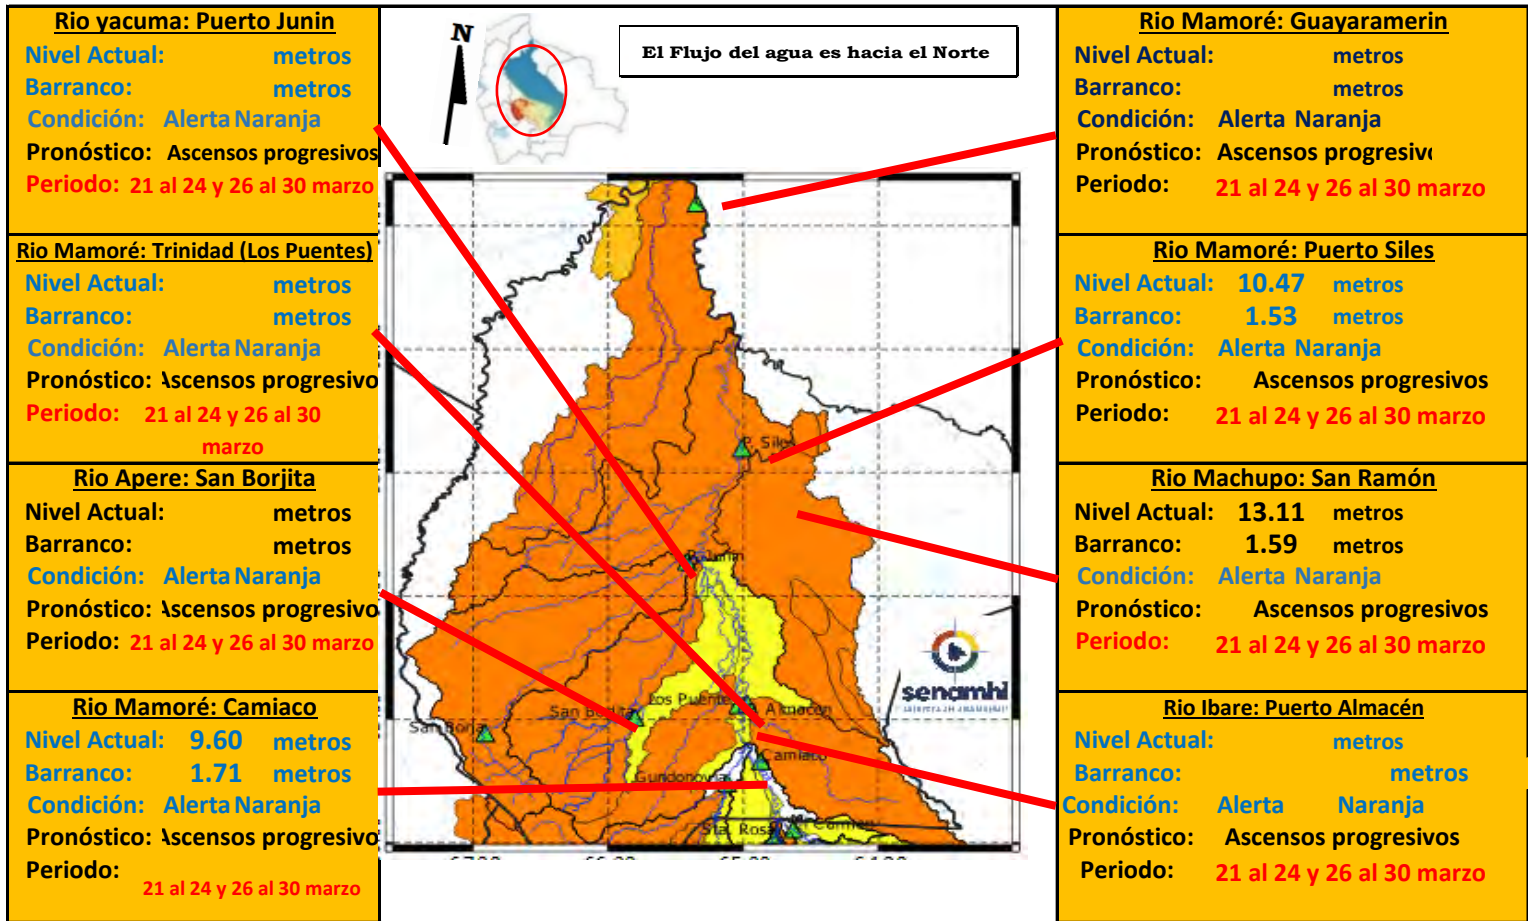 Rio yacuma: Puerto Junin
Nivel Actual: metros
Barranco: metros
Condición: Alerta Naranja
Pronóstico: Ascensos progresivos
Periodo: 21 al 24 y 26 al 30 marzo
Rio Mamoré: Trinidad (Los Puentes)
Nivel Actual: metros
Barranco: metros
Condición: Alerta Naranja
Pronóstico: Ascensos progresivo
Periodo: 21 al 24 y 26 al 30
marzo
Rio Apere: San Borjita
Nivel Actual: metros
Barranco: metros
Condición: Alerta Naranja
Pronóstico: Ascensos progresivo
Periodo: 21 al 24 y 26 al 30 marzo
Rio Mamoré: Camiaco
Nivel Actual: 9.60 metros
Barranco: 1.71 metros
Condición: Alerta Naranja
Pronóstico: Ascensos progresivo
Periodo:
21 al 24 y 26 al 30 marzo
N
El Flujo del agua es hacia el Norte
P. Siles
P. Junin
Los Puente
Almacen
San Borjita
San Borja
Camiaco
Gundonovia
Sta. Rosa
Carmen
senamhi
Rio Mamoré: Guayaramerin
Nivel Actual: metros
Barranco: metros
Condición: Alerta Naranja
Pronóstico: Ascensos progresiv
Periodo: 21 al 24 y 26 al 30 marzo
Rio Mamoré: Puerto Siles
Nivel Actual: 10.47 metros
Barranco: 1.53 metros
Condición: Alerta Naranja
Pronóstico: Ascensos progresivos
Periodo: 21 al 24 y 26 al 30 marzo
Rio Machupo: San Ramón
Nivel Actual: 13.11 metros
Barranco: 1.59 metros
Condición: Alerta Naranja
Pronóstico: Ascensos progresivos
Periodo: 21 al 24 y 26 al 30 marzo
Rio Ibare: Puerto Almacén
Nivel Actual: metros
Barranco: metros
Condición: Alerta Naranja
Pronóstico: Ascensos progresivos
Periodo: 21 al 24 y 26 al 30 marzo